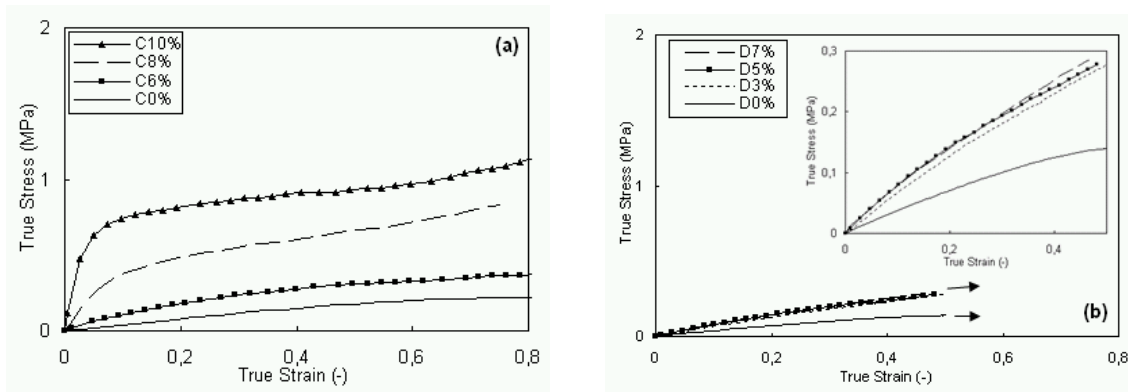 (a)
C10%
C8%
C6%
C0%
True Stress (MPa)
2
1
0
0 0,2 0,4 0,6 0,8
True Strain (-)
(b)
D7%
D5%
D3%
D0%
True Stress (MPa)
2
1
0
0 0,2 0,4 0,6 0,8
True Strain (-)
True Stress (MPa)
0,3
0,2
0,1
0
0 0,2 0,4
True Strain (-)